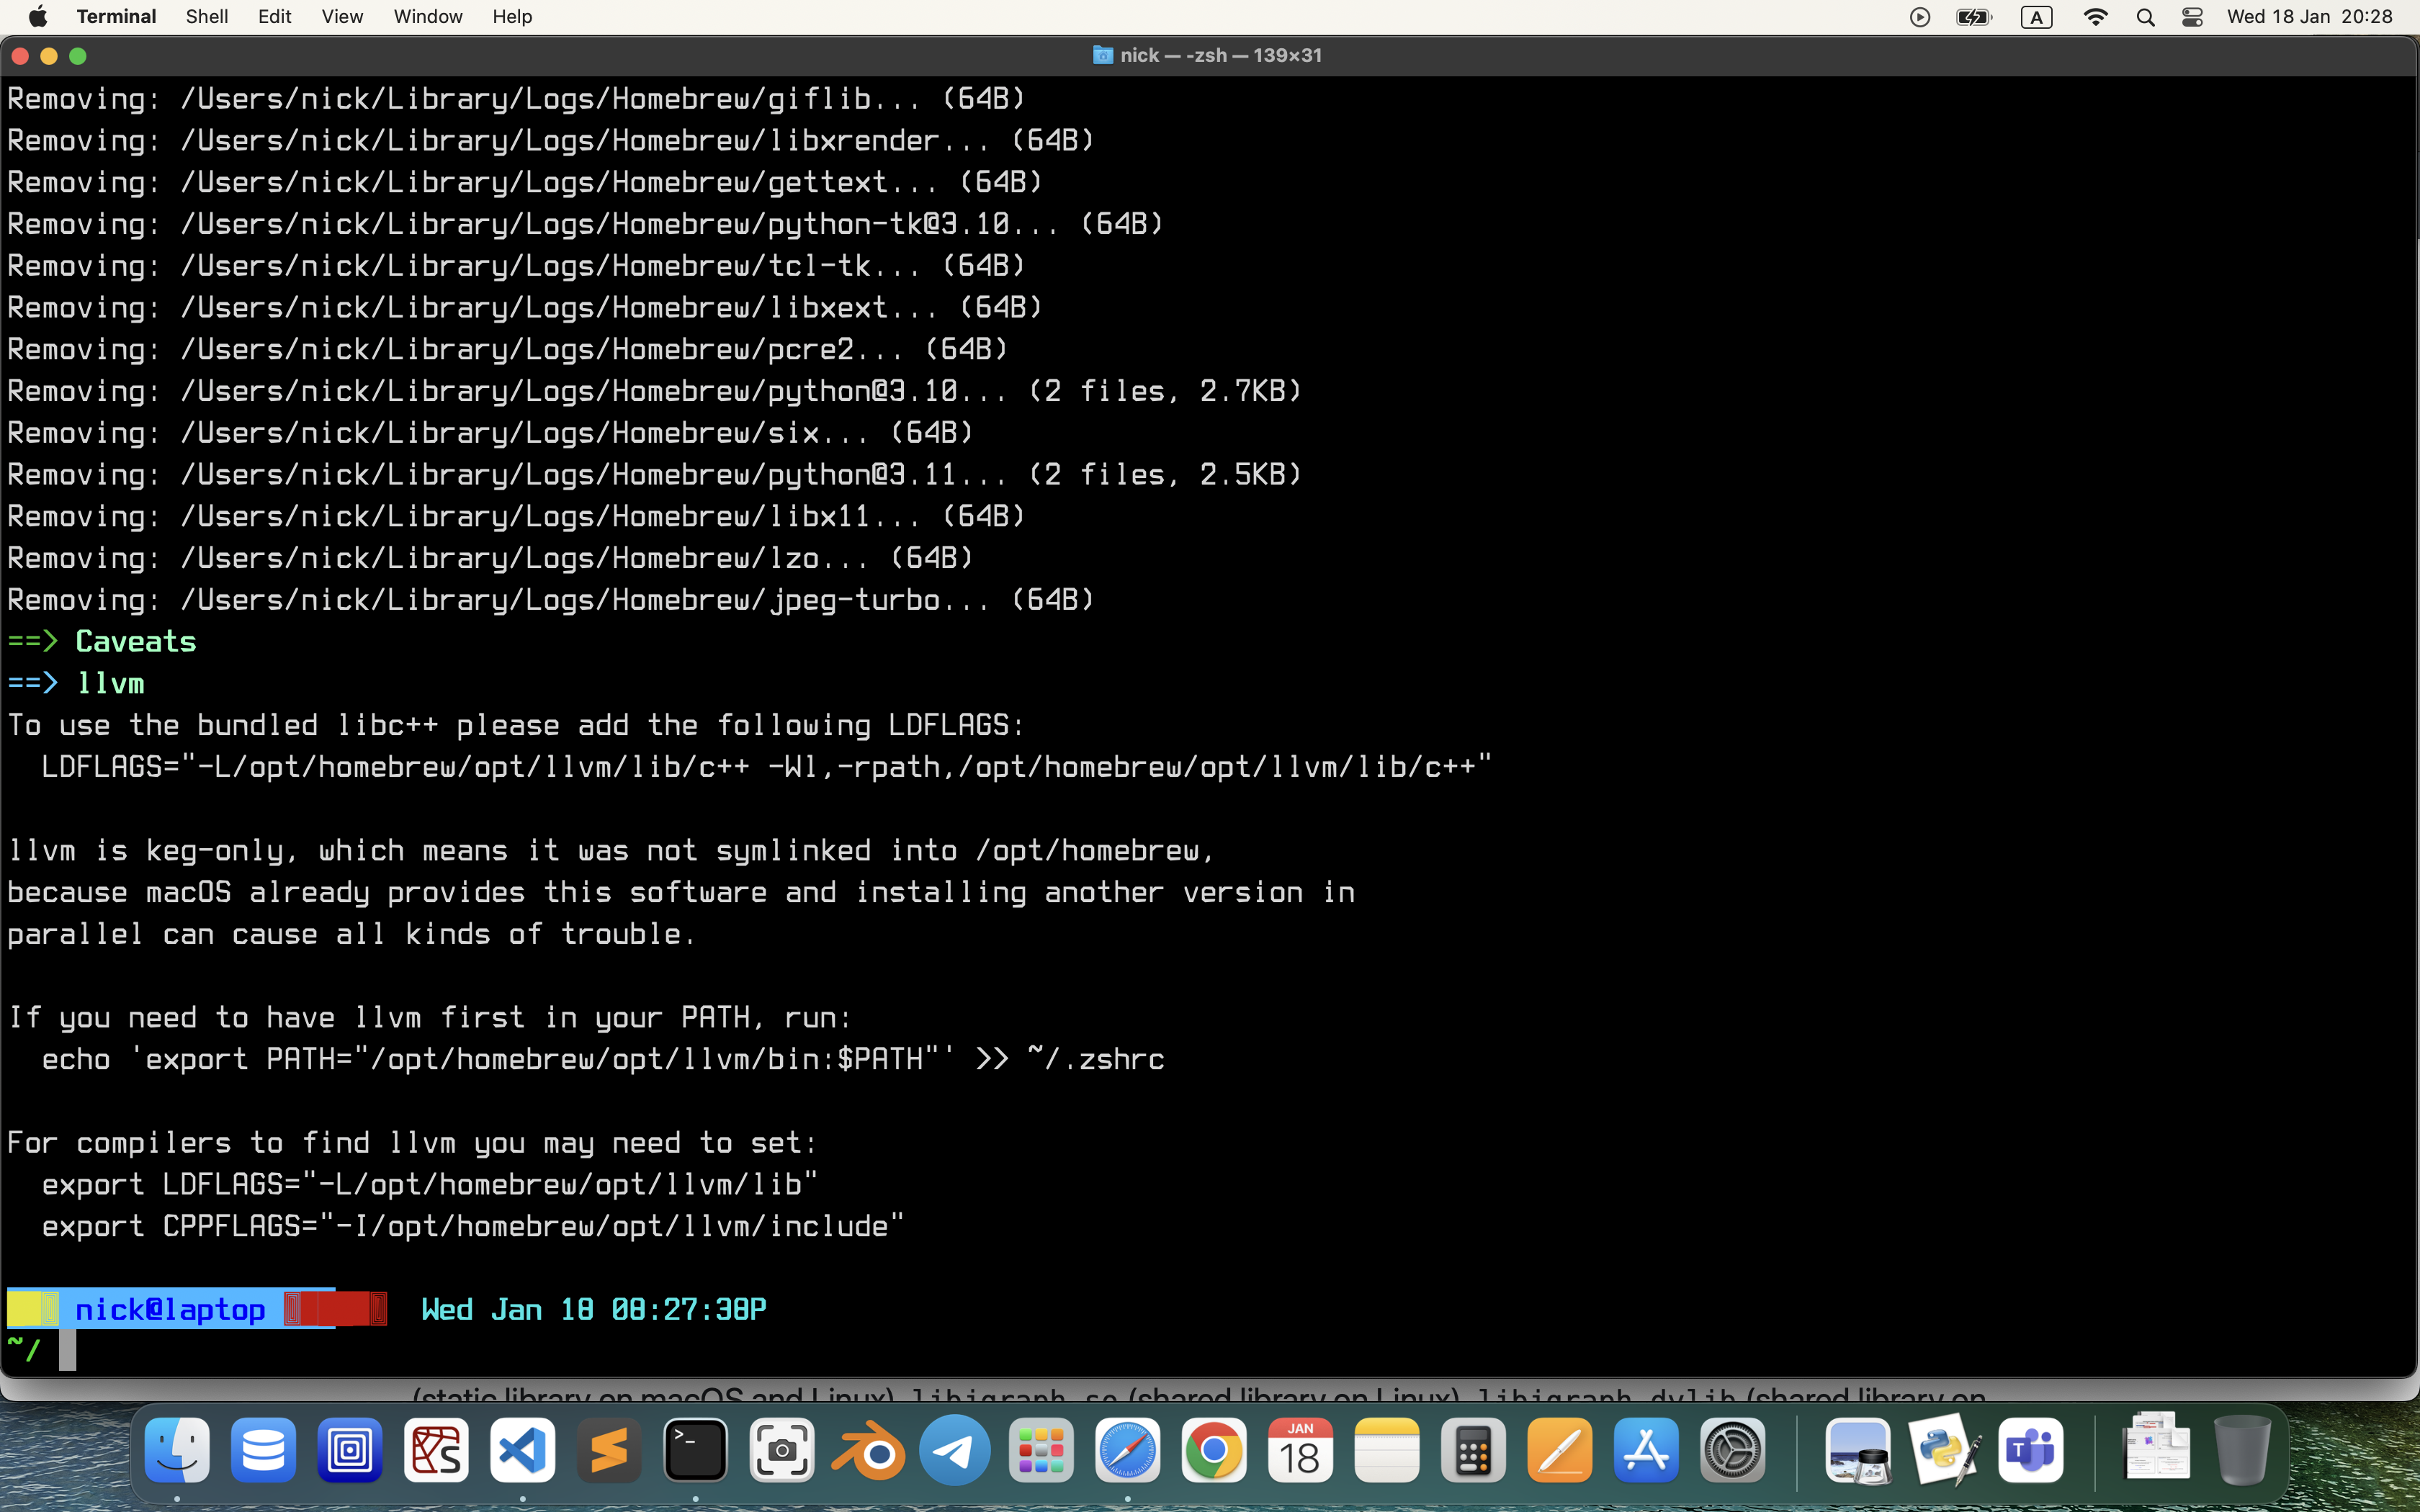 Terminal Shell Edit View Window Help A Wed 18 Jan 20:28
nick — -zsh — 139×31
Removing: /Users/nick/Library/Logs/Homebrew/giflib... (64B)
Removing: /Users/nick/Library/Logs/Homebrew/libxrender... (64B)
Removing: /Users/nick/Library/Logs/Homebrew/gettext... (64B)
Removing: /Users/nick/Library/Logs/Homebrew/python-tk@3.10... (64B)
Removing: /Users/nick/Library/Logs/Homebrew/tcl-tk... (64B)
Removing: /Users/nick/Library/Logs/Homebrew/libxext... (64B)
Removing: /Users/nick/Library/Logs/Homebrew/pcre2... (64B)
Removing: /Users/nick/Library/Logs/Homebrew/python@3.10... (2 files, 2.7KB)
Removing: /Users/nick/Library/Logs/Homebrew/six... (64B)
Removing: /Users/nick/Library/Logs/Homebrew/python@3.11... (2 files, 2.5KB)
Removing: /Users/nick/Library/Logs/Homebrew/libx11... (64B)
Removing: /Users/nick/Library/Logs/Homebrew/lzo... (64B)
Removing: /Users/nick/Library/Logs/Homebrew/jpeg-turbo... (64B)
==> Caveats
==> llvm
To use the bundled libc++ please add the following LDFLAGS:
  LDFLAGS="-L/opt/homebrew/opt/llvm/lib/c++ -Wl,-rpath,/opt/homebrew/opt/llvm/lib/c++"
llvm is keg-only, which means it was not symlinked into /opt/homebrew,
because macOS already provides this software and installing another version in
parallel can cause all kinds of trouble.
If you need to have llvm first in your PATH, run:
  echo 'export PATH="/opt/homebrew/opt/llvm/bin:$PATH"' >> ~/.zshrc
For compilers to find llvm you may need to set:
  export LDFLAGS="-L/opt/homebrew/opt/llvm/lib"
  export CPPFLAGS="-I/opt/homebrew/opt/llvm/include"
nick@laptop Wed Jan 18 08:27:38P
~/
(static library on macOS and Linux), libigraph.so (shared library on Linux), libigraph.dylib (shared library on
S >_ JAN 18 T